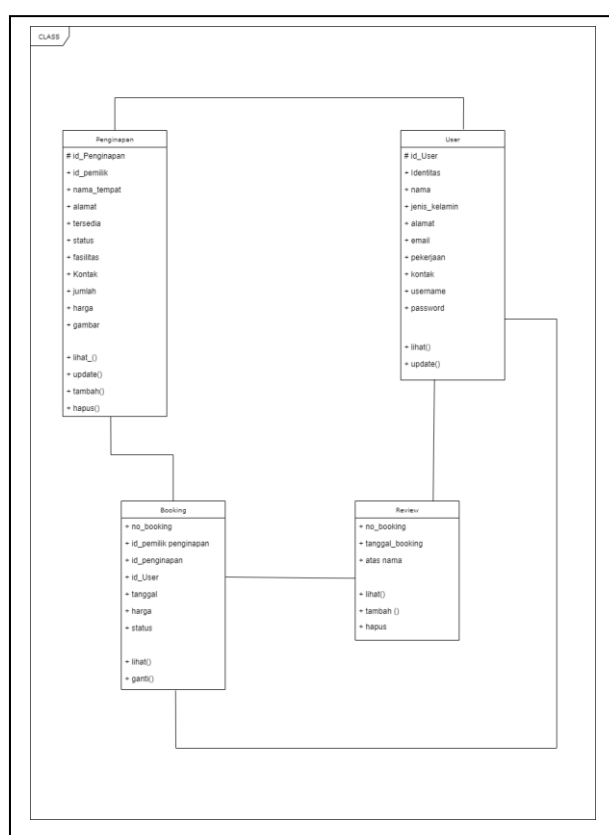 CLASS
Penginapan
# id_Penginapan
+ id_pemilik
+ nama_tempat
+ alamat
+ tersedia
+ status
+ fasilitas
+ Kontak
+ jumlah
+ harga
+ gambar
+ lihat_()
+ update()
+ tambah()
+ hapus()
User
# id_User
+ Identitas
+ nama
+ jenis_kelamin
+ alamat
+ email
+ pekerjaan
+ kontak
+ username
+ password
+ lihat()
+ update()
Booking
+ no_booking
+ id_pemilik penginapan
+ id_penginapan
+ id_User
+ tanggal
+ harga
+ status
+ lihat()
+ ganti()
Review
+ no_booking
+ tanggal_booking
+ atas nama
+ lihat()
+ tambah ()
+ hapus